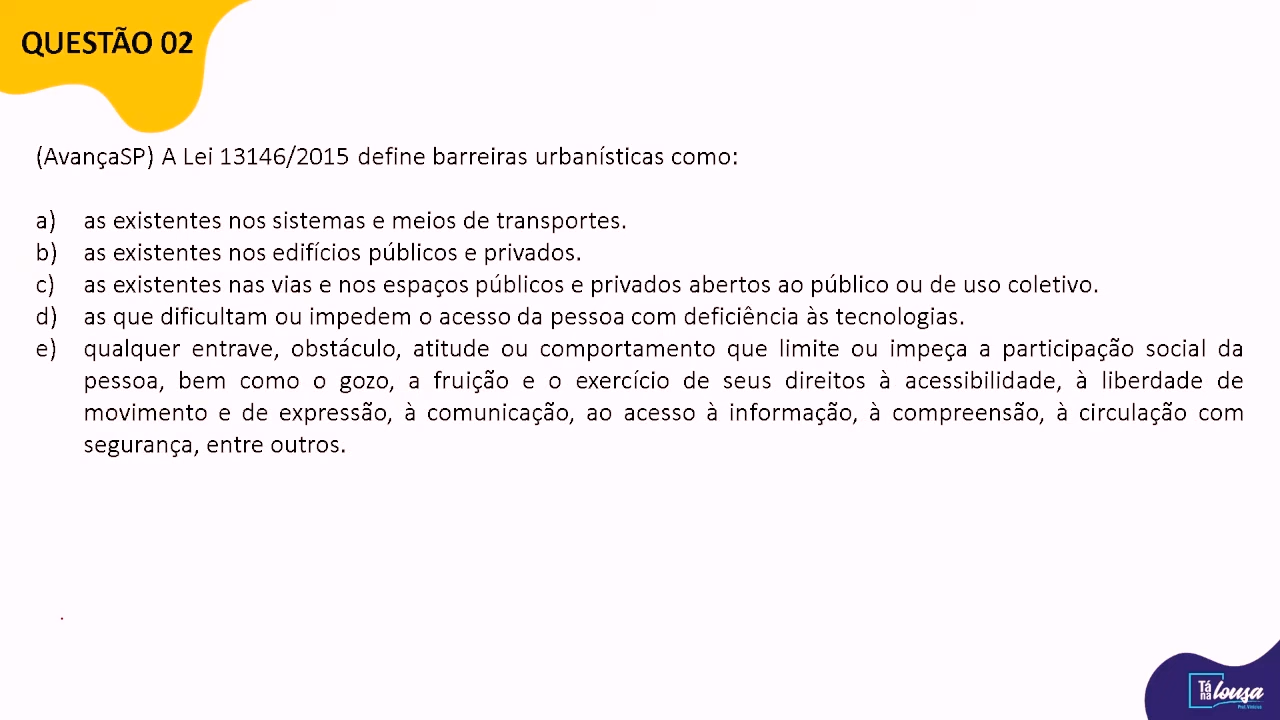 QUESTÃO 02
(AvançaSP) A Lei 13146/2015 define barreiras urbanísticas como:
a) as existentes nos sistemas e meios de transportes.
b) as existentes nos edifícios públicos e privados.
c) as existentes nas vias e nos espaços públicos e privados abertos ao público ou de uso coletivo.
d) as que dificultam ou impedem o acesso da pessoa com deficiência às tecnologias.
e) qualquer entrave, obstáculo, atitude ou comportamento que limite ou impeça a participação social da
pessoa, bem como o gozo, a fruição e o exercício de seus direitos à acessibilidade, à liberdade de
movimento e de expressão, à comunicação, ao acesso à informação, à compreensão, à circulação com
segurança, entre outros.
Tá
na lousa
Prof. Vinícius